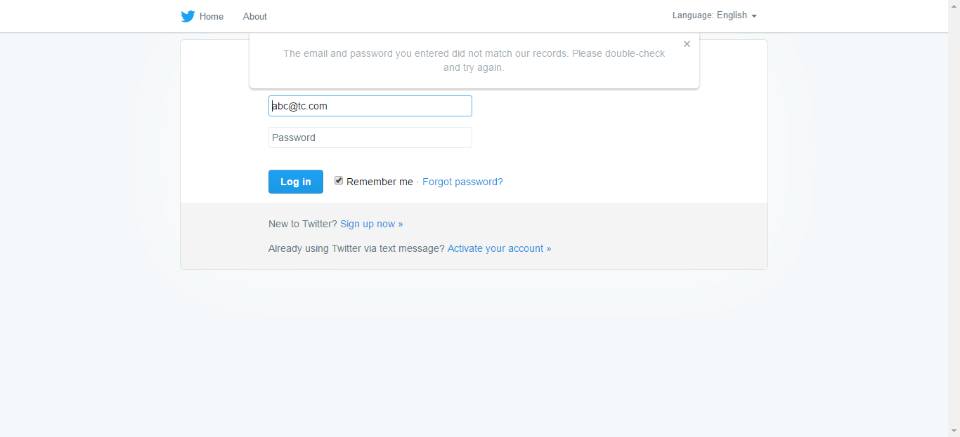 Home About Language: English
The email and password you entered did not match our records. Please double-check
and try again.
×
abc@tc.com
Password
Log in Remember me · Forgot password?
New to Twitter? Sign up now »
Already using Twitter via text message? Activate your account »